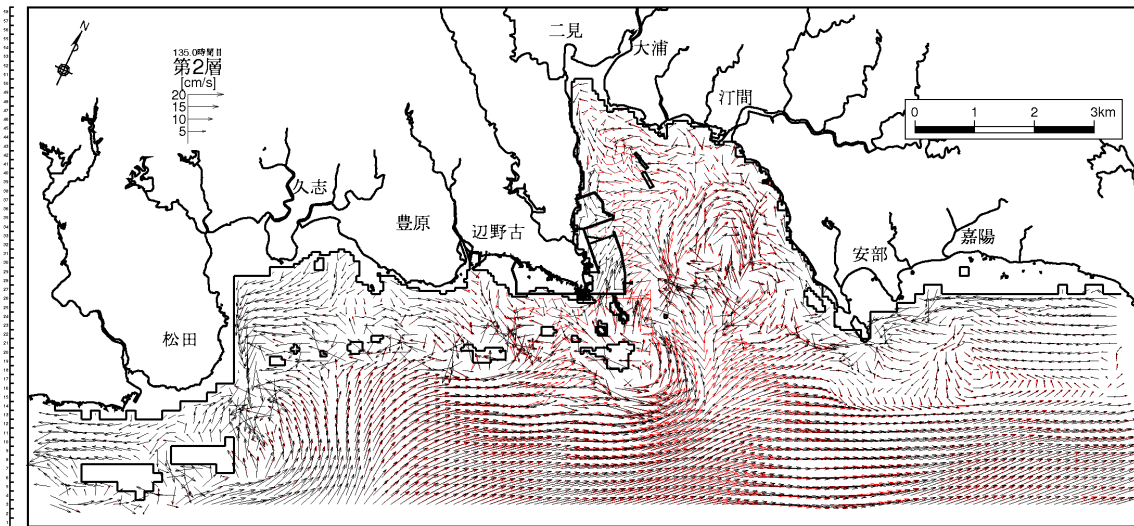 二見
大浦
N
135.0時間目
第2層
[cm/s]
20
15
10
5
汀間
0 1 2 3km
久志
豊原
辺野古
安部
嘉陽
松田